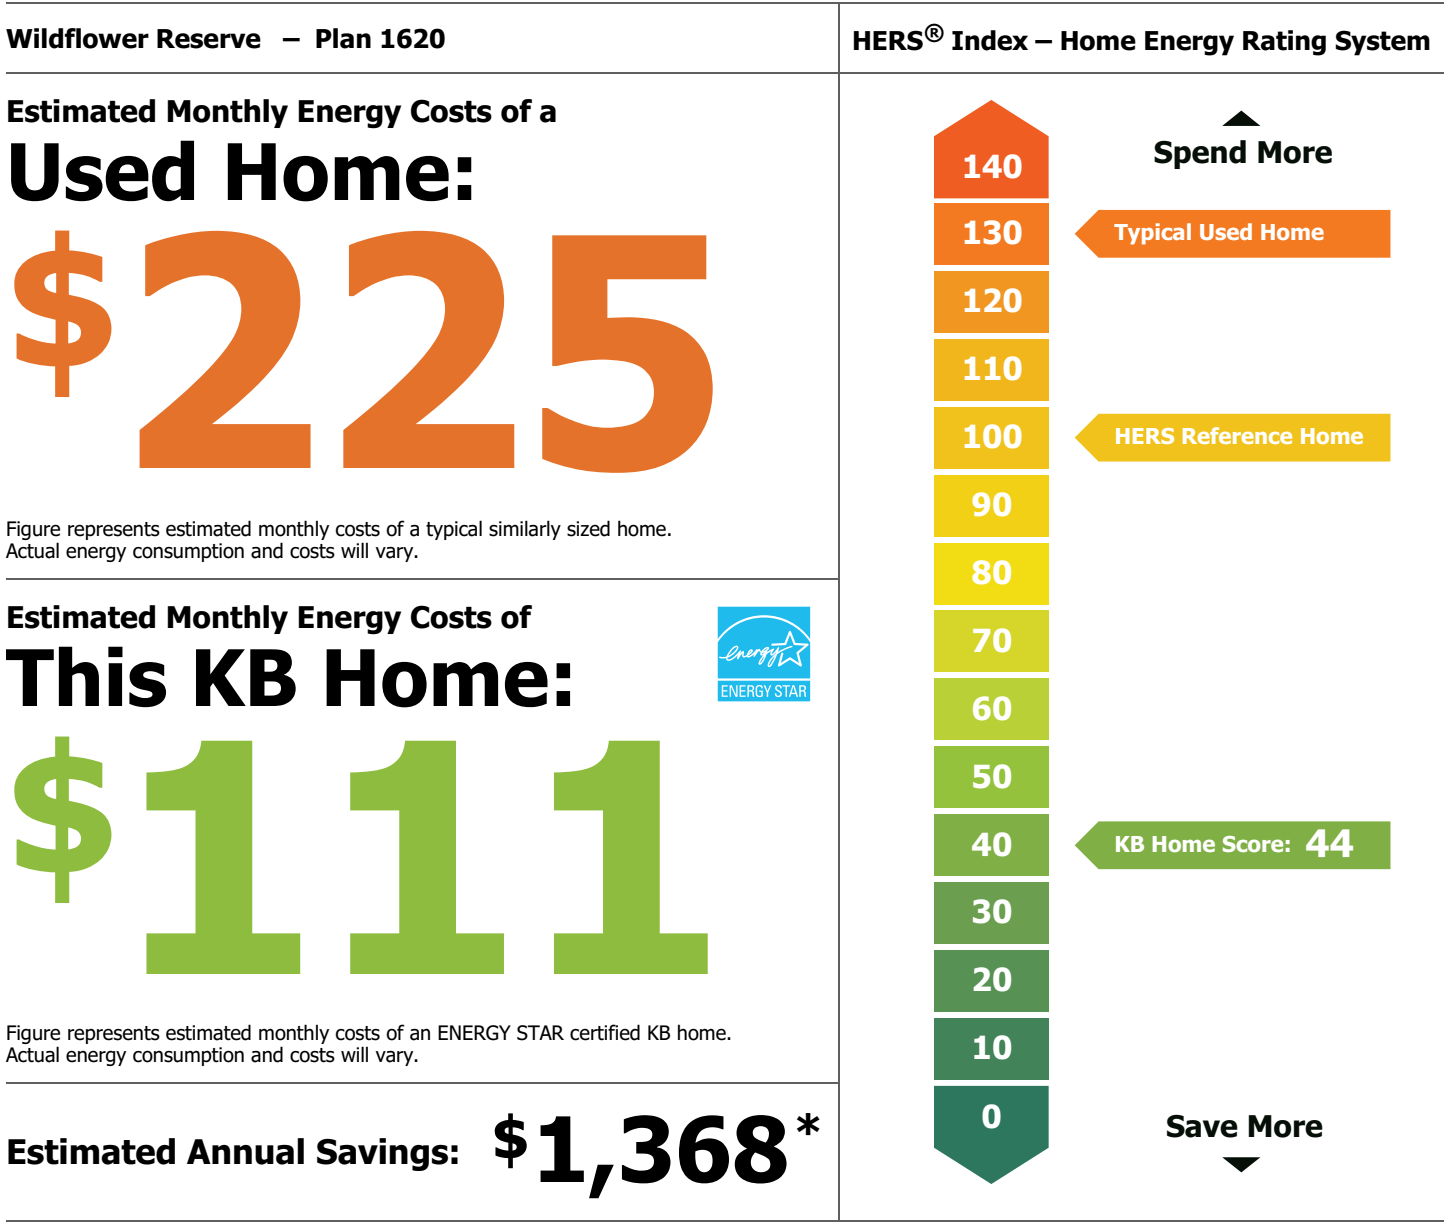 Wildflower Reserve – Plan 1620
Estimated Monthly Energy Costs of a
Used Home:
$225
Figure represents estimated monthly costs of a typical similarly sized home.
Actual energy consumption and costs will vary.
Estimated Monthly Energy Costs of
This KB Home:
energy
ENERGY STAR
$111
Figure represents estimated monthly costs of an ENERGY STAR certified KB home.
Actual energy consumption and costs will vary.
Estimated Annual Savings: $1,368*
HERS® Index – Home Energy Rating System
Spend More
140
130 Typical Used Home
120
110
100 HERS Reference Home
90
80
70
60
50
40 KB Home Score: 44
30
20
10
0
Save More